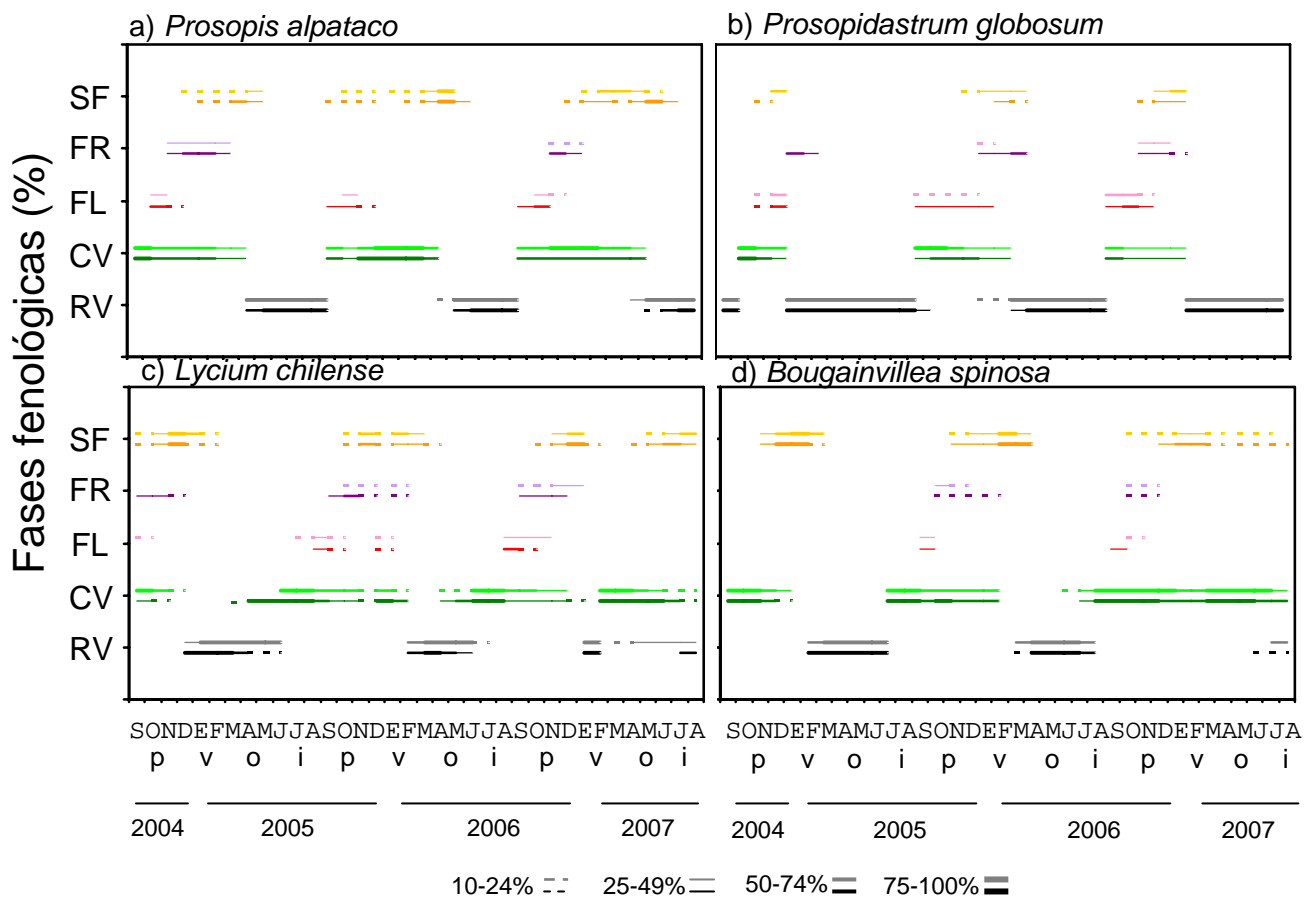 a) Prosopis alpataco
b) Prosopidastrum globosum
Fases fenológicas (%)
SF
FR
FL
CV
RV
c) Lycium chilense
d) Bougainvillea spinosa
SF
FR
FL
CV
RV
SONDEFMAMJJASONDEFMAMJJASONDEFMAMJJA
SONDEFMAMJJASONDEFMAMJJASONDEFMAMJJA
p v o i p v o i p v o i
p v o i p v o i p v o i
2004 2005 2006 2007
2004 2005 2006 2007
10-24% 25-49% 50-74% 75-100%